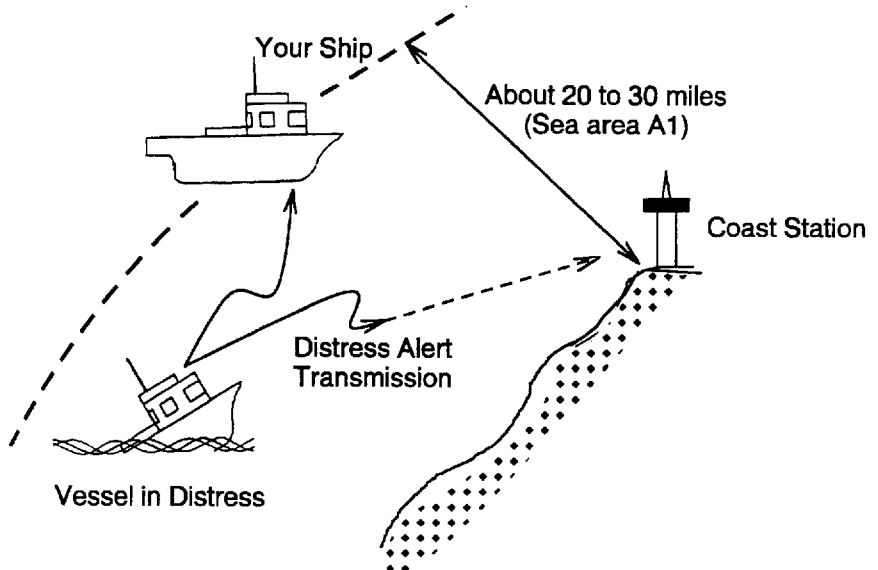 Your Ship
About 20 to 30 miles
(Sea area A1)
Coast Station
Distress Alert
Transmission
Vessel in Distress